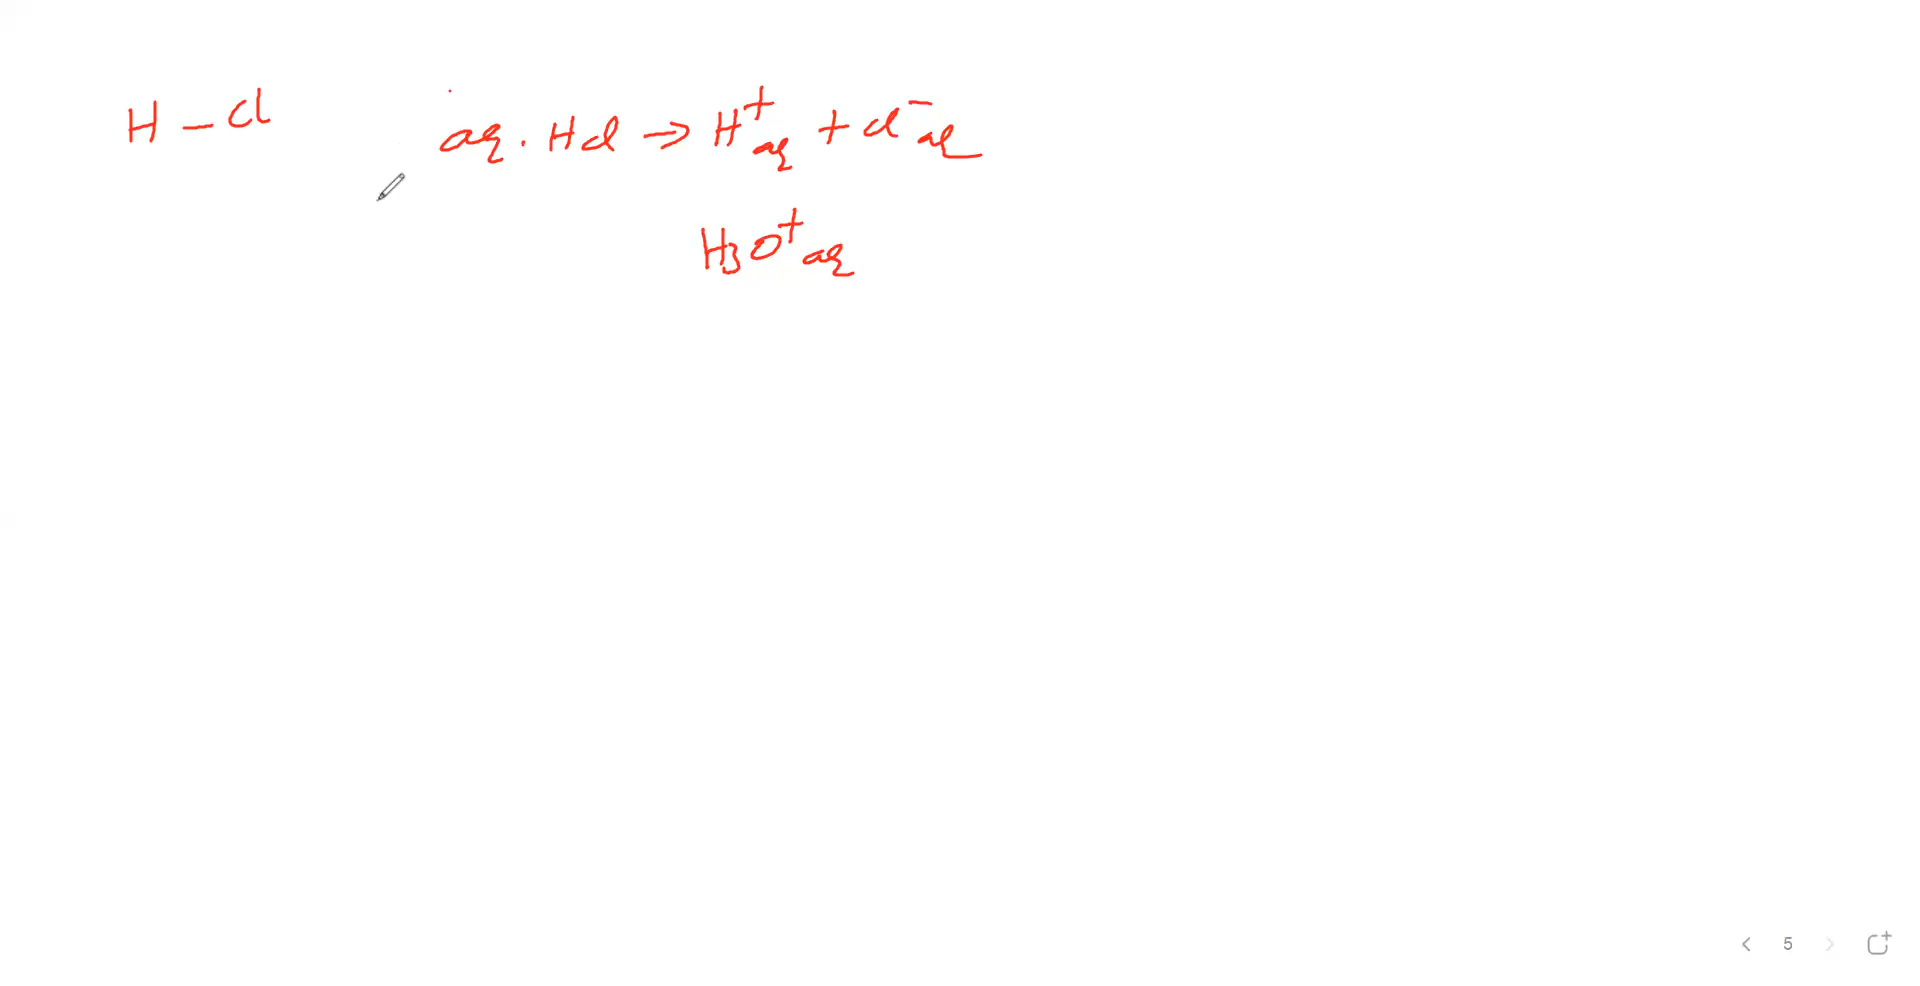 H – Cl
aq. HCl → H⁺aq + Cl⁻aq
H₃O⁺aq
5